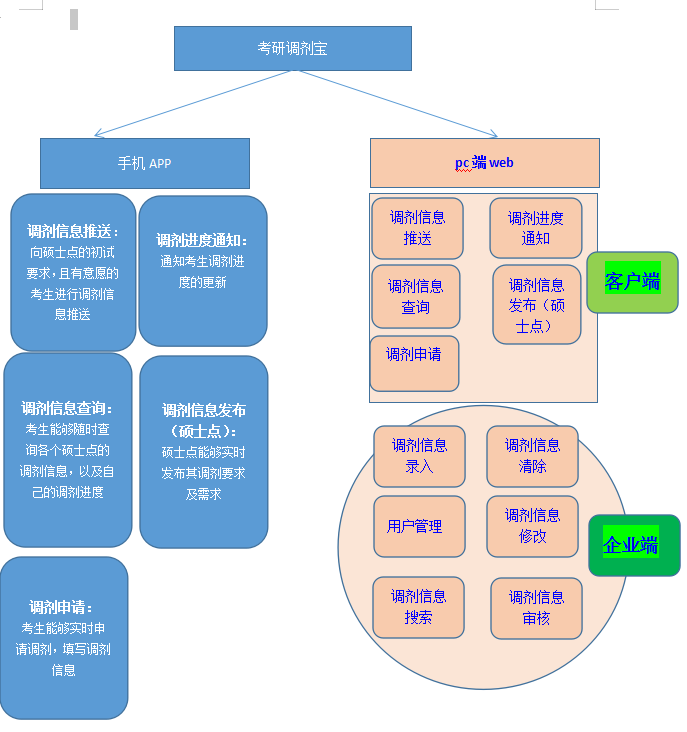 考研调剂宝
手机 APP
调剂信息推送：
向硕士点的初试
要求，且有意愿的
考生进行调剂信
息推送
调剂进度通知：
通知考生调剂进
度的更新
调剂信息查询：
考生能够随时查
询各个硕士点的
调剂信息，以及自
己的调剂进度
调剂信息发布
（硕士点）：
硕士点能够实时
发布其调剂要求
及需求
调剂申请：
考生能够实时申
请调剂，填写调剂
信息
pc 端 web
调剂信息
推送
调剂进度
通知
调剂信息
查询
调剂信息
发布（硕
士点）
调剂申请
客户端
调剂信息
录入
调剂信息
清除
用户管理
调剂信息
修改
调剂信息
搜索
调剂信息
审核
企业端